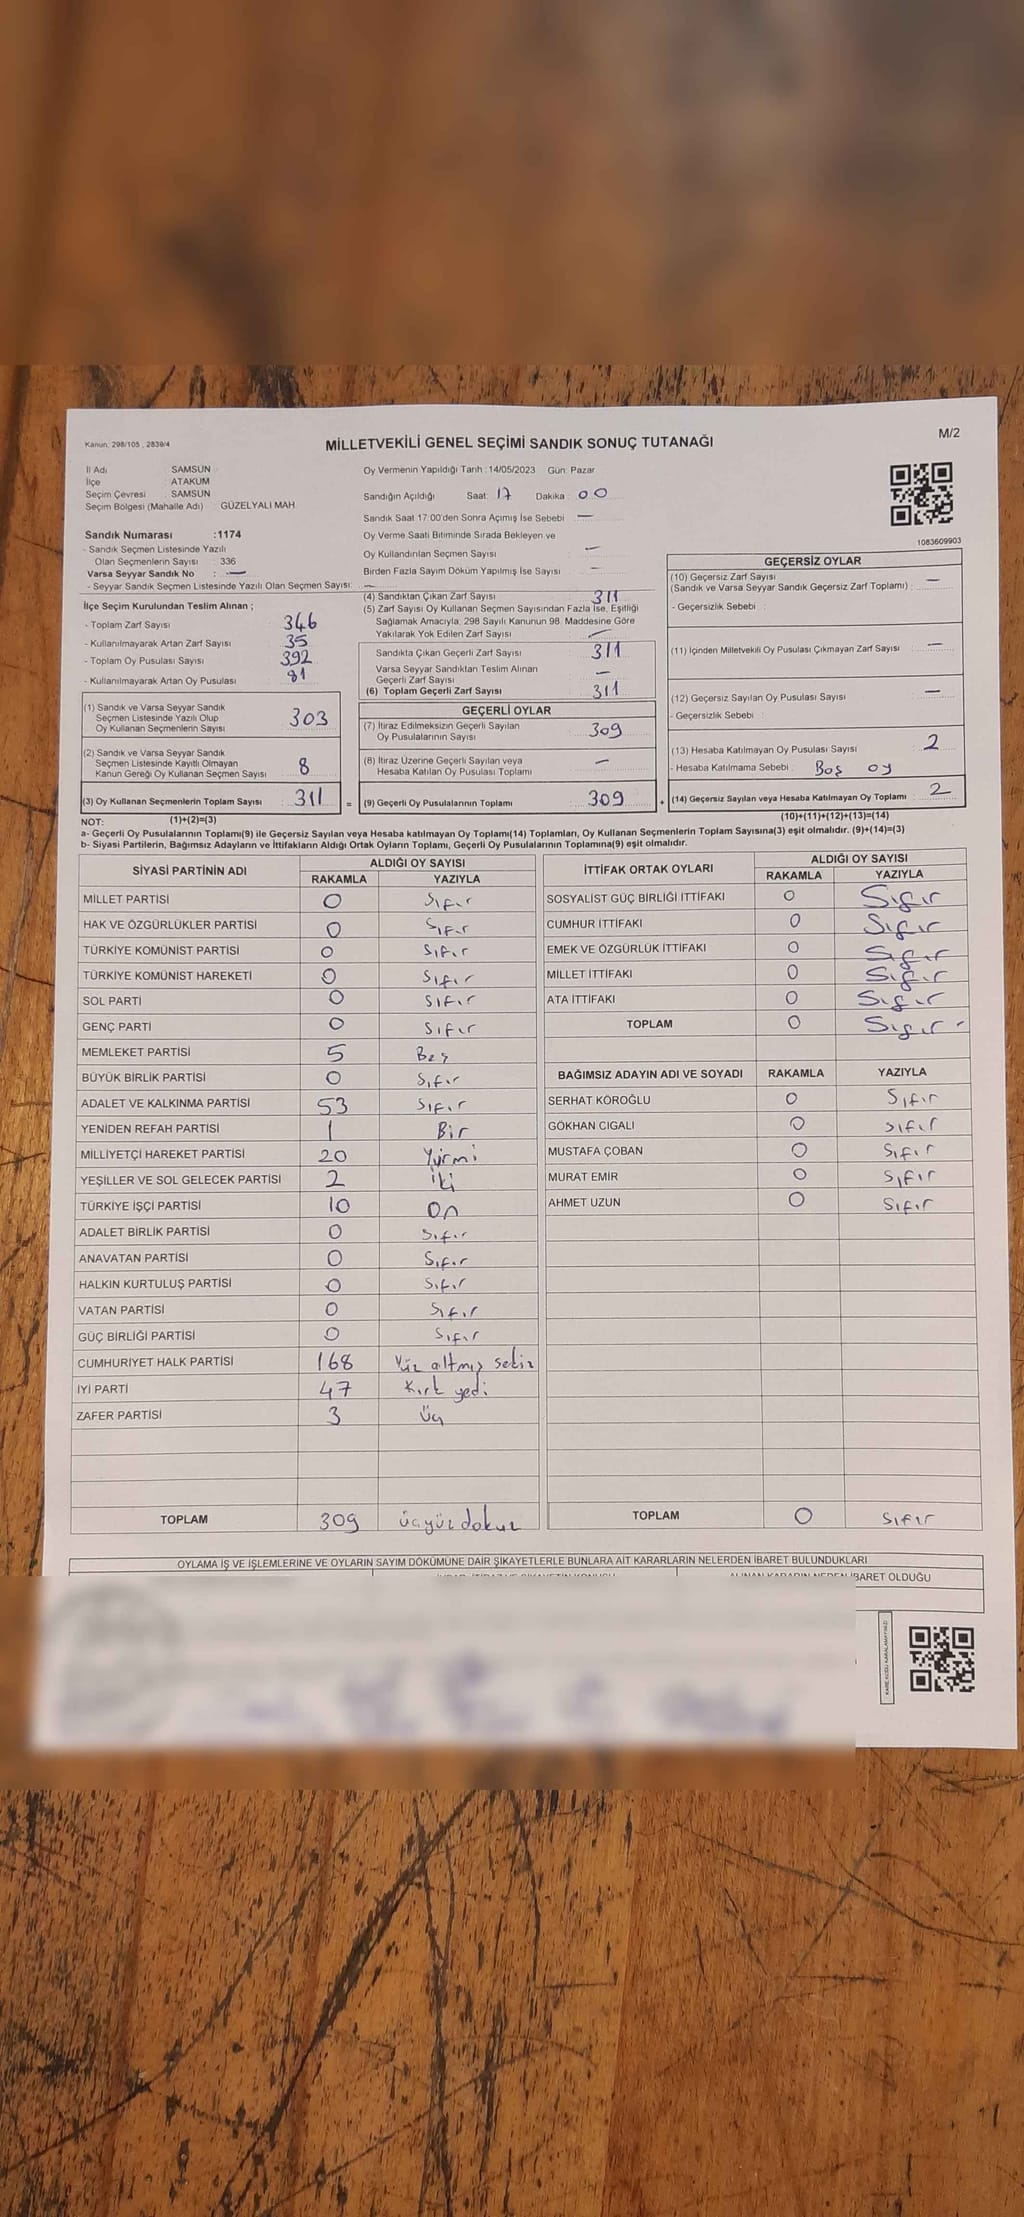 Kanun: 298/105 , 2839/4
MİLLETVEKİLİ GENEL SEÇİMİ SANDIK SONUÇ TUTANAĞI
M/2
İl Adı : SAMSUN
İlçe : ATAKUM
Seçim Çevresi : SAMSUN
Seçim Bölgesi (Mahalle Adı) : GÜZELYALI MAH.
Oy Vermenin Yapıldığı Tarih :14/05/2023 Gün: Pazar
Sandığın Açıldığı Saat: 17 Dakika : 00
Sandık Saat 17:00'den Sonra Açımış İse Sebebi : —
Oy Verme Saati Bitiminde Sırada Bekleyen ve
Oy Kullandırılan Seçmen Sayısı : —
Birden Fazla Sayım Döküm Yapılmış İse Sayısı : —
1083609903
Sandık Numarası :1174
- Sandık Seçmen Listesinde Yazılı
Olan Seçmenlerin Sayısı : 336
Varsa Seyyar Sandık No : —
- Seyyar Sandık Seçmen Listesinde Yazılı Olan Seçmen Sayısı: —
İlçe Seçim Kurulundan Teslim Alınan ;
- Toplam Zarf Sayısı : 346
- Kullanılmayarak Artan Zarf Sayısı : 35
- Toplam Oy Pusulası Sayısı : 392
- Kullanılmayarak Artan Oy Pusulası : 81
(1) Sandık ve Varsa Seyyar Sandık
Seçmen Listesinde Yazılı Olup
Oy Kullanan Seçmenlerin Sayısı : 303
(2) Sandık ve Varsa Seyyar Sandık
Seçmen Listesinde Kayıtlı Olmayan
Kanun Gereği Oy Kullanan Seçmen Sayısı : 8
(3) Oy Kullanan Seçmenlerin Toplam Sayısı : 311 =
(4) Sandıktan Çıkan Zarf Sayısı : 311
(5) Zarf Sayısı Oy Kullanan Seçmen Sayısından Fazla İse, Eşitliği
Sağlamak Amacıyla, 298 Sayılı Kanunun 98. Maddesine Göre
Yakılarak Yok Edilen Zarf Sayısı : —
Sandıkta Çıkan Geçerli Zarf Sayısı : 311
Varsa Seyyar Sandıktan Teslim Alınan
Geçerli Zarf Sayısı : —
(6) Toplam Geçerli Zarf Sayısı : 311
GEÇERLİ OYLAR
(7) İtiraz Edilmeksizin Geçerli Sayılan
Oy Pusulalarının Sayısı : 309
(8) İtiraz Üzerine Geçerli Sayılan veya
Hesaba Katılan Oy Pusulası Toplamı : —
(9) Geçerli Oy Pusulalarının Toplamı : 309 +
GEÇERSİZ OYLAR
(10) Geçersiz Zarf Sayısı
(Sandık ve Varsa Seyyar Sandık Geçersiz Zarf Toplamı) : —
- Geçersizlik Sebebi :
(11) İçinden Milletvekili Oy Pusulası Çıkmayan Zarf Sayısı : —
(12) Geçersiz Sayılan Oy Pusulası Sayısı : —
- Geçersizlik Sebebi :
(13) Hesaba Katılmayan Oy Pusulası Sayısı : 2
- Hesaba Katılmama Sebebi : Boş oy
(14) Geçersiz Sayılan veya Hesaba Katılmayan Oy Toplamı : 2
NOT: (1)+(2)=(3) (10)+(11)+(12)+(13)=(14)
a- Geçerli Oy Pusulalarının Toplamı(9) ile Geçersiz Sayılan veya Hesaba katılmayan Oy Toplamı(14) Toplamları, Oy Kullanan Seçmenlerin Toplam Sayısına(3) eşit olmalıdır. (9)+(14)=(3)
b- Siyasi Partilerin, Bağımsız Adayların ve İttifakların Aldığı Ortak Oyların Toplamı, Geçerli Oy Pusulalarının Toplamına(9) eşit olmalıdır.
SİYASİ PARTİNİN ADI ALDIĞI OY SAYISI
RAKAMLA YAZIYLA
MİLLET PARTİSİ 0 Sıfır
HAK VE ÖZGÜRLÜKLER PARTİSİ 0 Sıfır
TÜRKİYE KOMÜNİST PARTİSİ 0 Sıfır
TÜRKİYE KOMÜNİST HAREKETİ 0 Sıfır
SOL PARTİ 0 Sıfır
GENÇ PARTİ 0 Sıfır
MEMLEKET PARTİSİ 5 Beş
BÜYÜK BİRLİK PARTİSİ 0 Sıfır
ADALET VE KALKINMA PARTİSİ 53 Sıfır
YENİDEN REFAH PARTİSİ 1 Bir
MİLLİYETÇİ HAREKET PARTİSİ 20 Yirmi
YEŞİLLER VE SOL GELECEK PARTİSİ 2 İki
TÜRKİYE İŞÇİ PARTİSİ 10 On
ADALET BİRLİK PARTİSİ 0 Sıfır
ANAVATAN PARTİSİ 0 Sıfır
HALKIN KURTULUŞ PARTİSİ 0 Sıfır
VATAN PARTİSİ 0 Sıfır
GÜÇ BİRLİĞİ PARTİSİ 0 Sıfır
CUMHURİYET HALK PARTİSİ 168 Yüz altmış sekiz
İYİ PARTİ 47 Kırk yedi
ZAFER PARTİSİ 3 Üç
TOPLAM 309 üçyüz dokuz
İTTİFAK ORTAK OYLARI ALDIĞI OY SAYISI
RAKAMLA YAZIYLA
SOSYALİST GÜÇ BİRLİĞİ İTTİFAKI 0 Sıfır
CUMHUR İTTİFAKI 0 Sıfır
EMEK VE ÖZGÜRLÜK İTTİFAKI 0 Sıfır
MİLLET İTTİFAKI 0 Sıfır
ATA İTTİFAKI 0 Sıfır
TOPLAM 0 Sıfır
BAĞIMSIZ ADAYIN ADI VE SOYADI RAKAMLA YAZIYLA
SERHAT KÖROĞLU 0 Sıfır
GÖKHAN CIGALI 0 Sıfır
MUSTAFA ÇOBAN 0 Sıfır
MURAT EMİR 0 Sıfır
AHMET UZUN 0 Sıfır
TOPLAM 0 Sıfır
OYLAMA İŞ VE İŞLEMLERİNE VE OYLARIN SAYIM DÖKÜMÜNE DAİR ŞİKAYETLERLE BUNLARA AİT KARARLARIN NELERDEN İBARET BULUNDUKLARI
İBARET OLDUĞU
KARE KODU KARALAMAYINIZ!